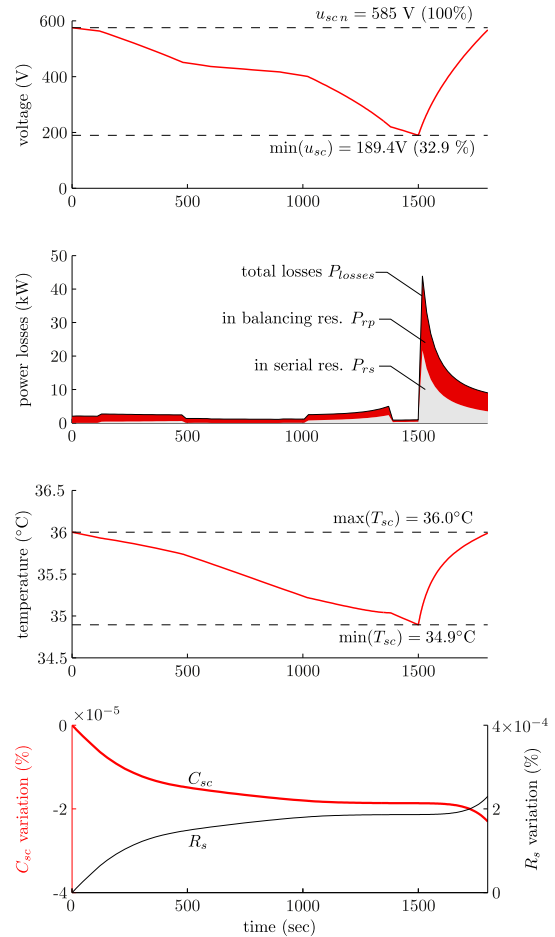 u_{sc n} = 585 V (100%)
600
400
200
0
voltage (V)
min(u_{sc}) = 189.4V (32.9 %)
0 500 1000 1500
50
40
30
20
10
0
power losses (kW)
total losses P_{losses}
in balancing res. P_{rp}
in serial res. P_{rs}
0 500 1000 1500
36.5
36
35.5
35
34.5
temperature (°C)
max(T_{sc}) = 36.0°C
min(T_{sc}) = 34.9°C
0 500 1000 1500
×10^{−5}
0
-2
-4
C_{sc} variation (%)
C_{sc}
R_s
4×10^{−4}
2
0
R_s variation (%)
0 500 1000 1500
time (sec)